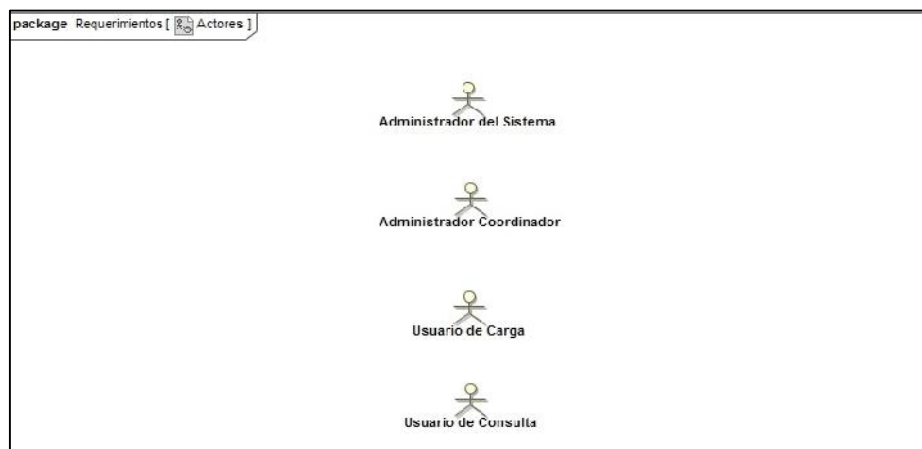 package Requerimientos [ Actores ]
Administrador del Sistema
Administrador Coordinador
Usuario de Carga
Usuario de Consulta